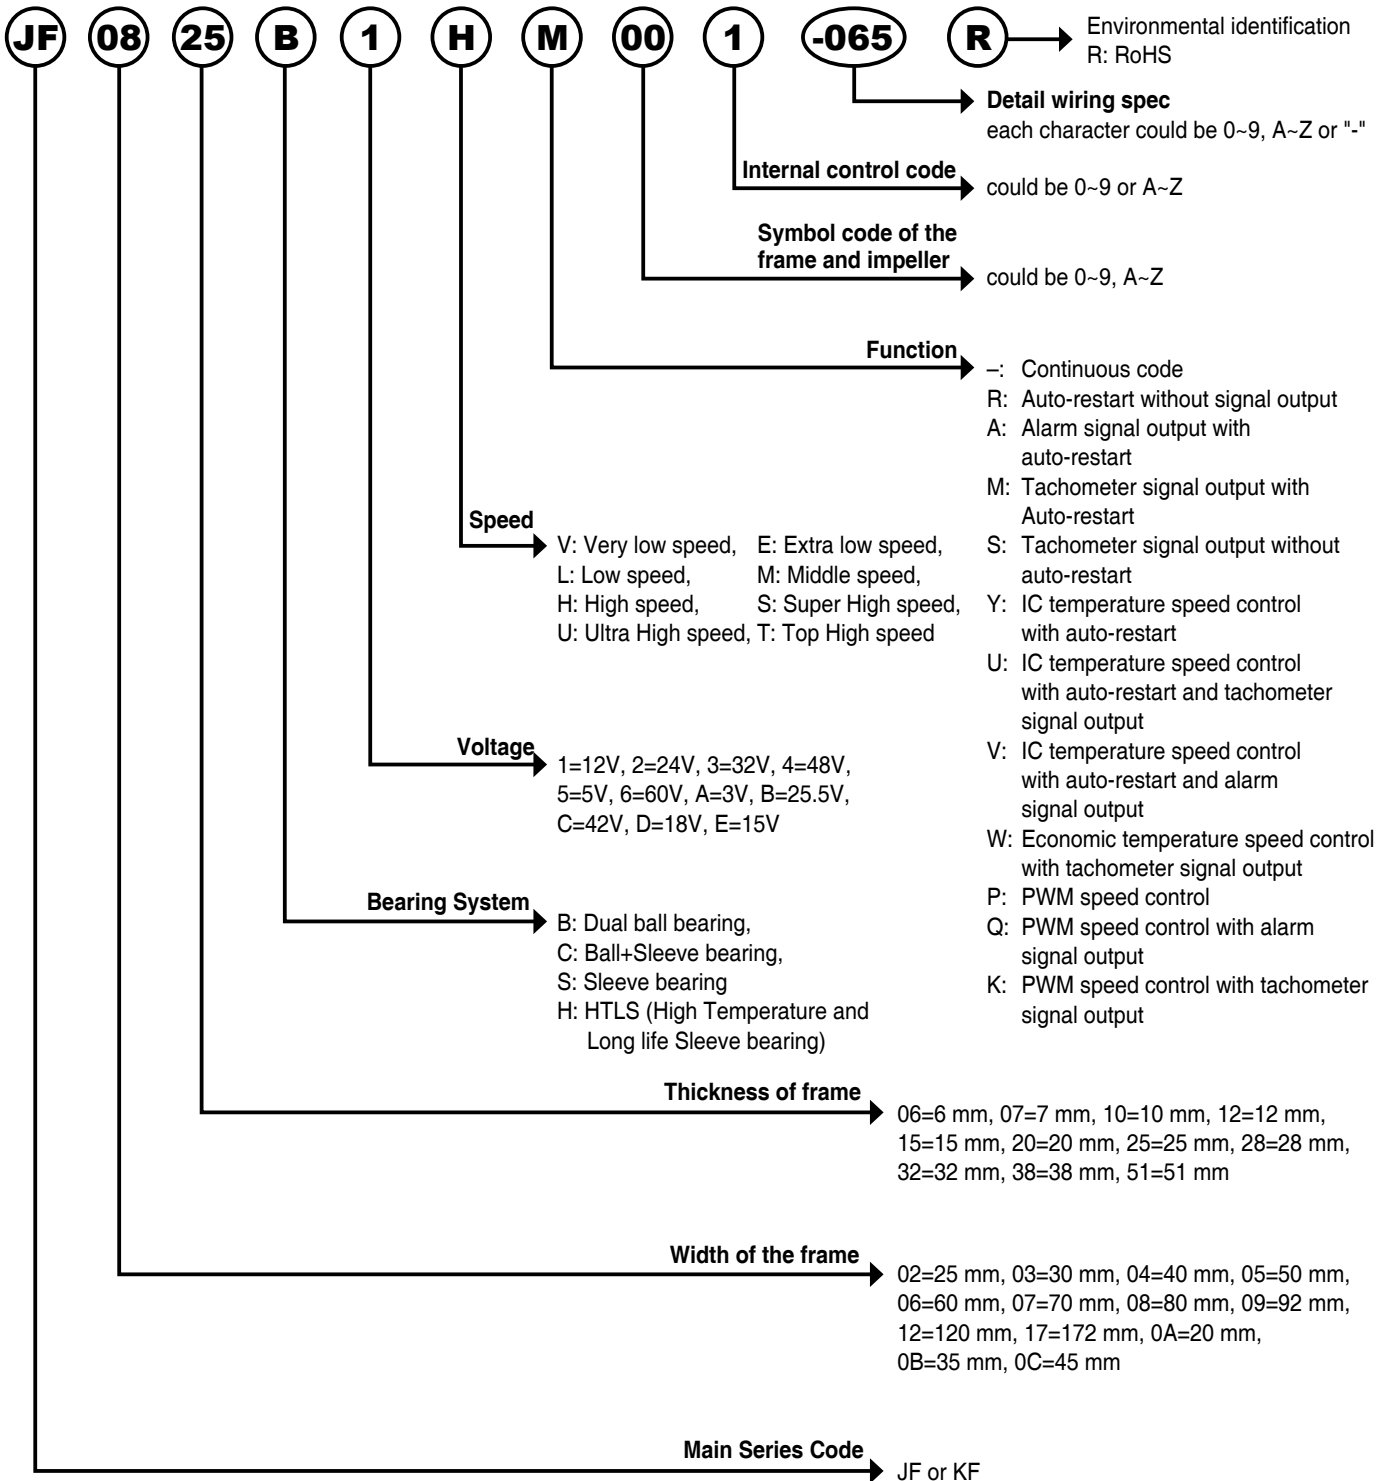 JF 08 25 B 1 H M 00 1 -065 R
Environmental identification
R: RoHS
Detail wiring spec
each character could be 0~9, A~Z or "-"
Internal control code
could be 0~9 or A~Z
Symbol code of the
frame and impeller
could be 0~9, A~Z
Function
–: Continuous code
R: Auto-restart without signal output
A: Alarm signal output with
auto-restart
M: Tachometer signal output with
Auto-restart
S: Tachometer signal output without
auto-restart
Y: IC temperature speed control
with auto-restart
U: IC temperature speed control
with auto-restart and tachometer
signal output
V: IC temperature speed control
with auto-restart and alarm
signal output
W: Economic temperature speed control
with tachometer signal output
P: PWM speed control
Q: PWM speed control with alarm
signal output
K: PWM speed control with tachometer
signal output
Speed
V: Very low speed, E: Extra low speed,
L: Low speed, M: Middle speed,
H: High speed, S: Super High speed,
U: Ultra High speed, T: Top High speed
Voltage
1=12V, 2=24V, 3=32V, 4=48V,
5=5V, 6=60V, A=3V, B=25.5V,
C=42V, D=18V, E=15V
Bearing System
B: Dual ball bearing,
C: Ball+Sleeve bearing,
S: Sleeve bearing
H: HTLS (High Temperature and
Long life Sleeve bearing)
Thickness of frame
06=6 mm, 07=7 mm, 10=10 mm, 12=12 mm,
15=15 mm, 20=20 mm, 25=25 mm, 28=28 mm,
32=32 mm, 38=38 mm, 51=51 mm
Width of the frame
02=25 mm, 03=30 mm, 04=40 mm, 05=50 mm,
06=60 mm, 07=70 mm, 08=80 mm, 09=92 mm,
12=120 mm, 17=172 mm, 0A=20 mm,
0B=35 mm, 0C=45 mm
Main Series Code
JF or KF